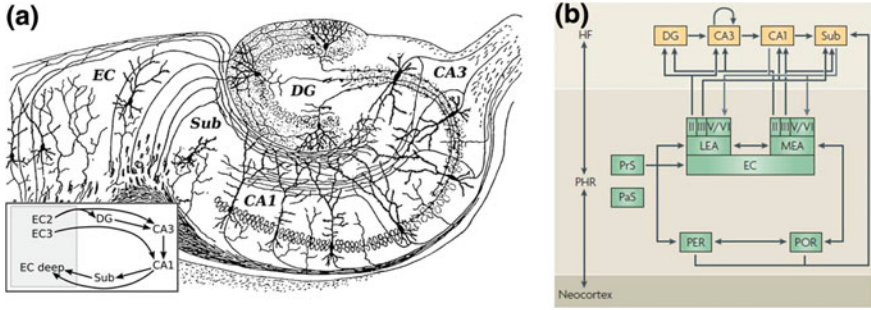 (a)
EC
DG
CA3
Sub
CA1
EC2
DG
EC3
CA3
EC deep
Sub
CA1
(b)
HF
DG
CA3
CA1
Sub
II
III
V/VI
II
III
V/VI
LEA
MEA
EC
PrS
PHR
PaS
PER
POR
Neocortex